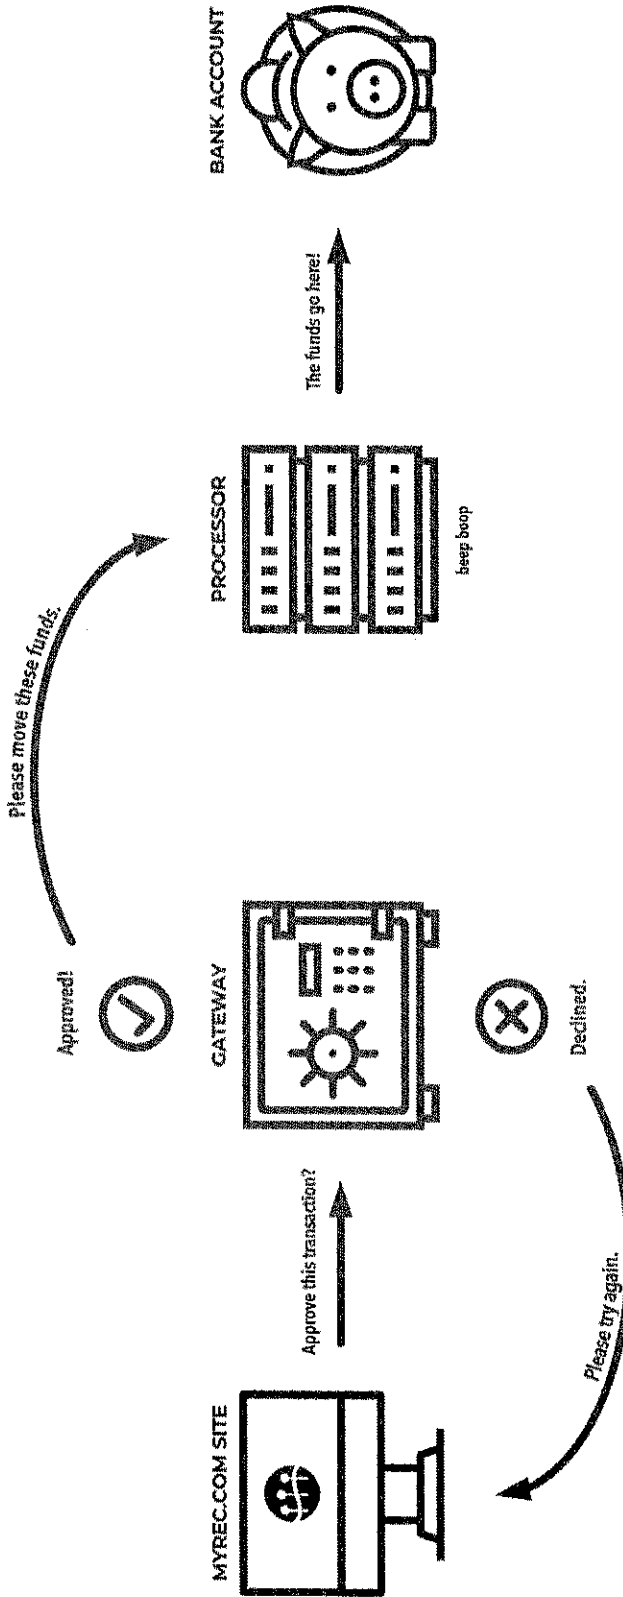 Please move these funds.
Approved!
MYREC.COM SITE
Approve this transaction?
GATEWAY
PROCESSOR
The funds go here!
BANK ACCOUNT
beep boop
Declined.
Please try again.